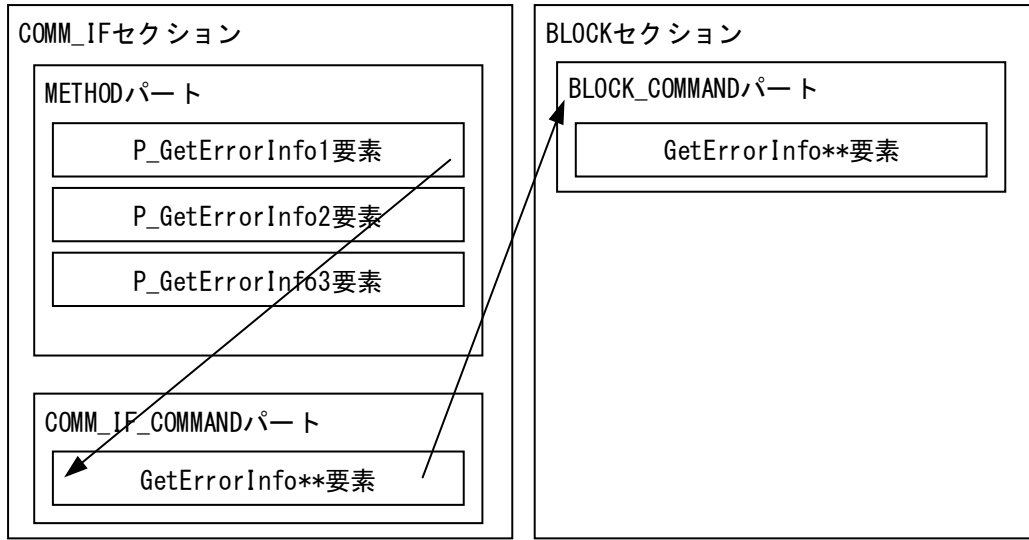 COMM_IFセクション
METHODパート
P_GetErrorInfo1要素
P_GetErrorInfo2要素
P_GetErrorInfo3要素
COMM_IF_COMMANDパート
GetErrorInfo**要素
BLOCKセクション
BLOCK_COMMANDパート
GetErrorInfo**要素